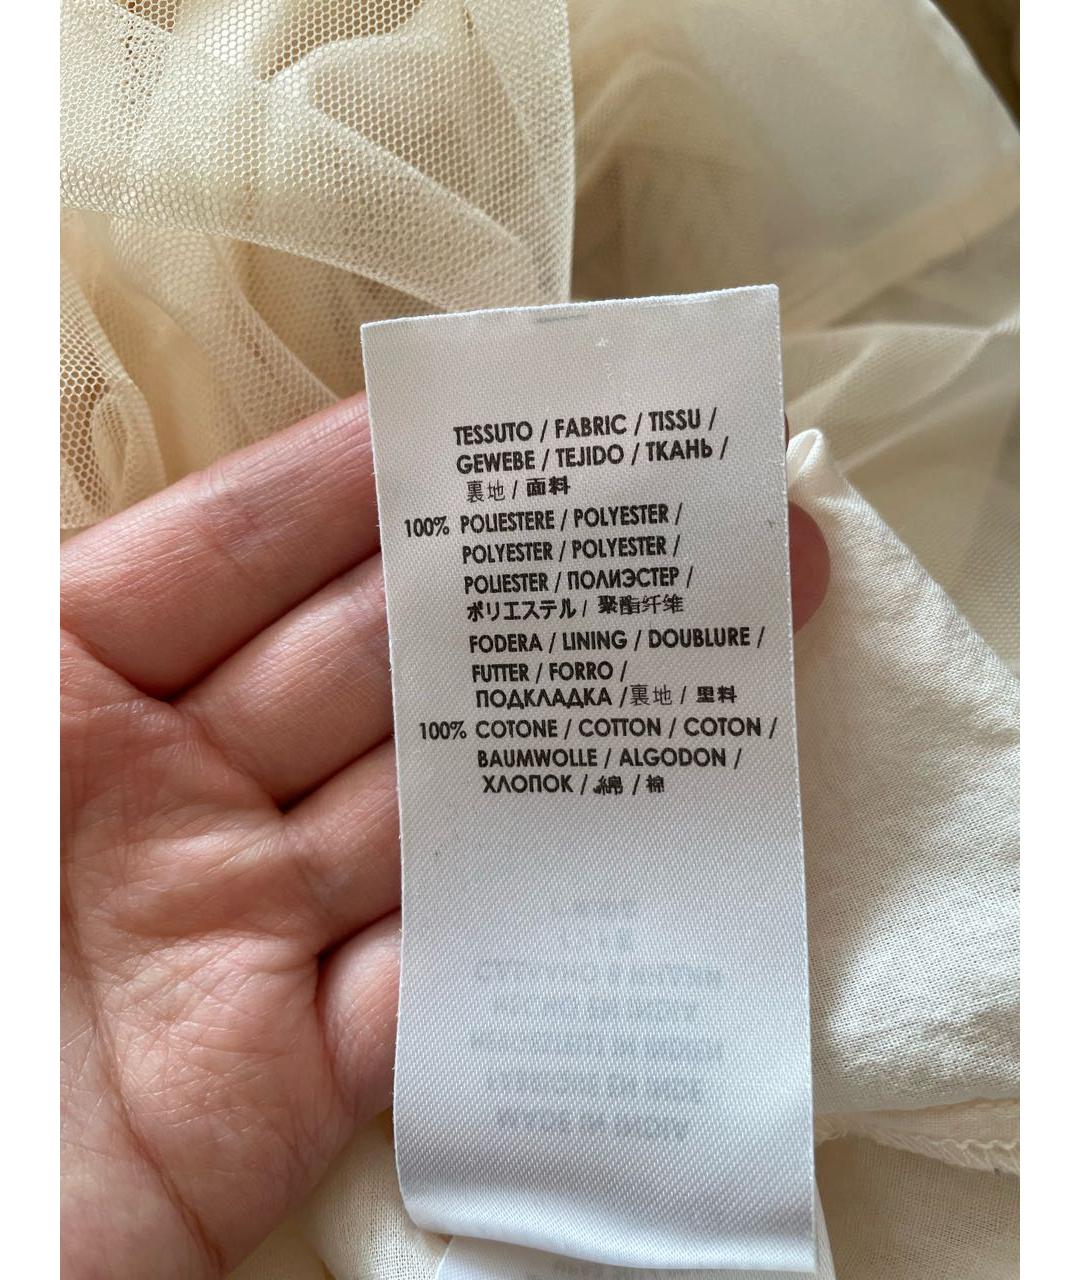 TESSUTO / FABRIC / TISSU /
GEWEBE / TEJIDO / ТКАНЬ /
裏地 / 面料
100% POLIESTERE / POLYESTER /
POLYESTER / POLYESTER /
POLIESTER / ПОЛИЭСТЕР /
ポリエステル / 聚酯纤维
FODERA / LINING / DOUBLURE /
FUTTER / FORRO /
ПОДКЛАДКА /裏地 / 里料
100% COTONE / COTTON / COTON /
BAUMWOLLE / ALGODON /
ХЛОПОК / 綿 / 棉